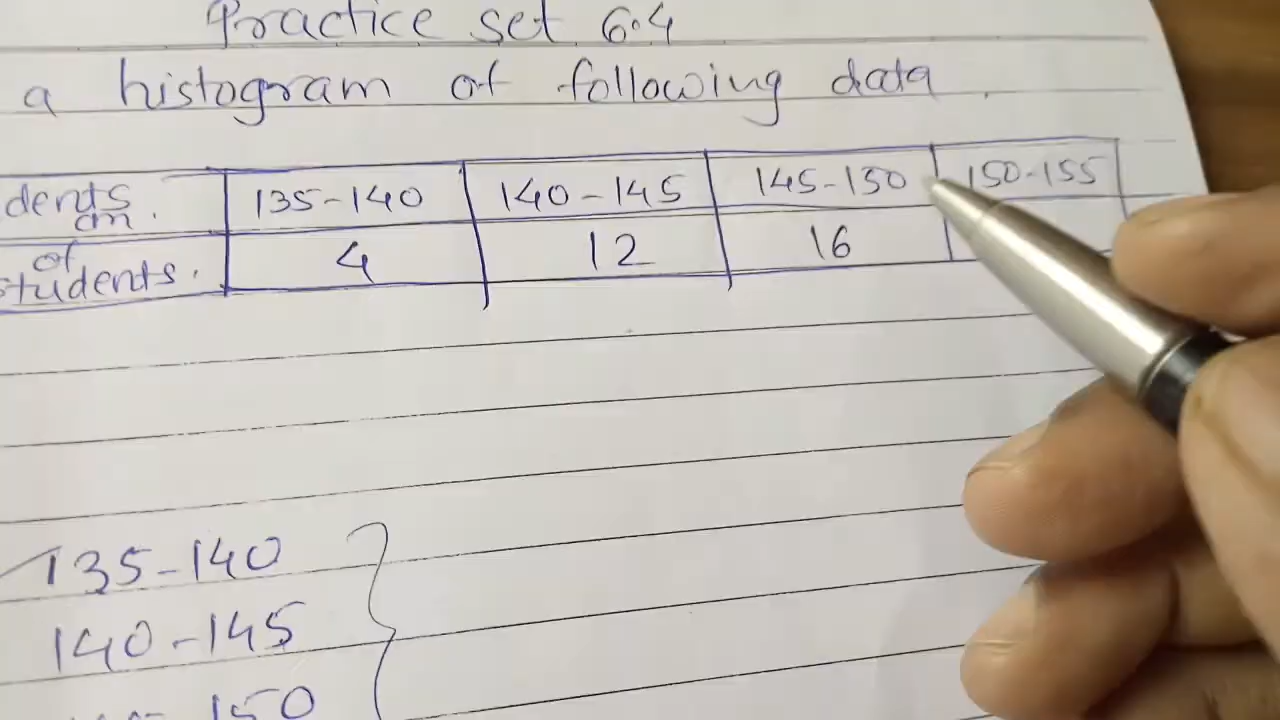 Practice set 6.4
a histogram of following data.
dents 135-140 140-145 145-150 150-155
cm.
of 4 12 16
students.
135-140
140-145
150